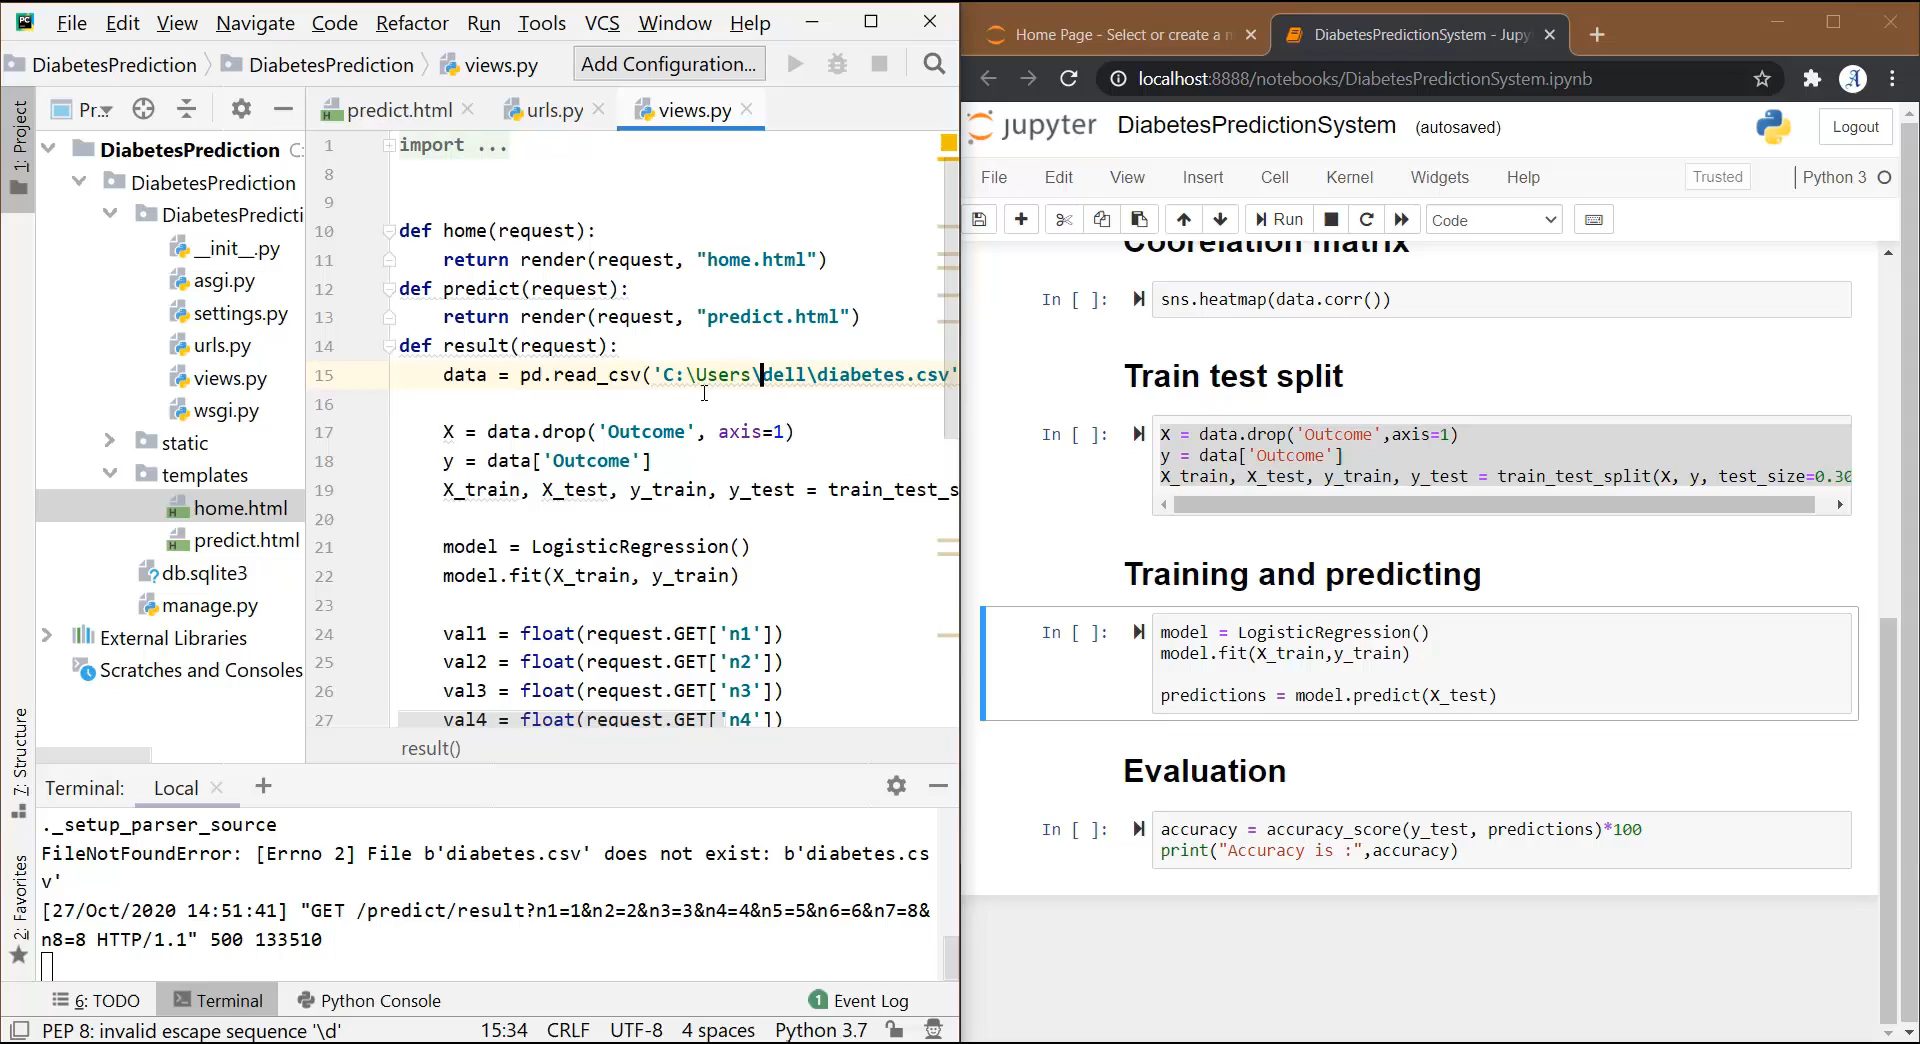 File Edit View Navigate Code Refactor Run Tools VCS Window Help
DiabetesPrediction DiabetesPrediction views.py Add Configuration...
1: Project
Pr...
DiabetesPrediction C:
DiabetesPrediction
DiabetesPredicti
__init__.py
asgi.py
settings.py
urls.py
views.py
wsgi.py
static
templates
home.html
predict.html
db.sqlite3
manage.py
External Libraries
Scratches and Consoles
7: Structure
2: Favorites
predict.html urls.py views.py
1 import ...
8
9
10 def home(request):
11 return render(request, "home.html")
12 def predict(request):
13 return render(request, "predict.html")
14 def result(request):
15 data = pd.read_csv('C:\Users\dell\diabetes.csv'
16
17 X = data.drop('Outcome', axis=1)
18 y = data['Outcome']
19 X_train, X_test, y_train, y_test = train_test_s
20
21 model = LogisticRegression()
22 model.fit(X_train, y_train)
23
24 val1 = float(request.GET['n1'])
25 val2 = float(request.GET['n2'])
26 val3 = float(request.GET['n3'])
27 val4 = float(request.GET['n4'])
result()
Terminal: Local
._setup_parser_source
FileNotFoundError: [Errno 2] File b'diabetes.csv' does not exist: b'diabetes.cs
v'
[27/Oct/2020 14:51:41] "GET /predict/result?n1=1&n2=2&n3=3&n4=4&n5=5&n6=6&n7=8&
n8=8 HTTP/1.1" 500 133510
6: TODO Terminal Python Console 1 Event Log
PEP 8: invalid escape sequence '\d' 15:34 CRLF UTF-8 4 spaces Python 3.7
Home Page - Select or create a n DiabetesPredictionSystem - Jupy
localhost:8888/notebooks/DiabetesPredictionSystem.ipynb
jupyter DiabetesPredictionSystem (autosaved) Logout
File Edit View Insert Cell Kernel Widgets Help Trusted Python 3
Run Code
Coorelation matrix
In [ ]: sns.heatmap(data.corr())
Train test split
In [ ]: X = data.drop('Outcome',axis=1)
y = data['Outcome']
X_train, X_test, y_train, y_test = train_test_split(X, y, test_size=0.30
Training and predicting
In [ ]: model = LogisticRegression()
model.fit(X_train,y_train)
predictions = model.predict(X_test)
Evaluation
In [ ]: accuracy = accuracy_score(y_test, predictions)*100
print("Accuracy is :",accuracy)